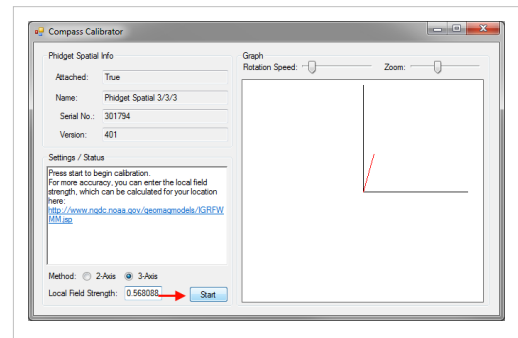 Compass Calibrator
Phidget Spatial Info
Attached: True
Name: Phidget Spatial 3/3/3
Serial No.: 301794
Version: 401
Settings / Status
Press start to begin calibration.
For more accuracy, you can enter the local field
strength, which can be calculated for your location
here:
http://www.ngdc.noaa.gov/geomagmodels/IGRFW
MM.jsp
Method: 2-Axis 3-Axis
Local Field Strength: 0.568088
Start
Graph
Rotation Speed: Zoom: